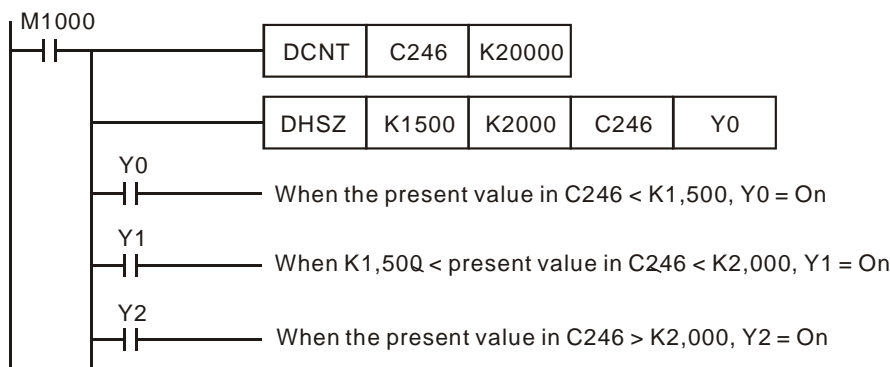 M1000
DCNT C246 K20000
DHSZ K1500 K2000 C246 Y0
Y0
When the present value in C246 < K1,500, Y0 = On
Y1
When K1,500 < present value in C246 < K2,000, Y1 = On
Y2
When the present value in C246 > K2,000, Y2 = On